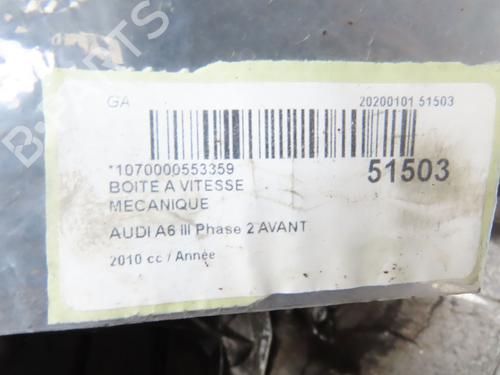 GA 20200101 51503
*1070000553359 51503
BOITE A VITESSE
MECANIQUE
AUDI A6 III Phase 2 AVANT
2010 cc / Année